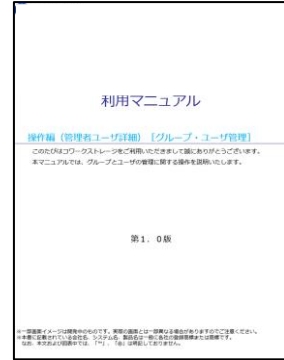 利用マニュアル
操作編（管理者ユーザ詳細）［グループ・ユーザ管理］
このたびはコワークストレージをご利用いただきまして誠にありがとうございます。
本マニュアルでは、グループとユーザの管理に関する操作を説明いたします。
第１．０版
※一部画面イメージは開発中のものです。実際の画面とは一部異なる場合がありますのでご注意ください。
※本書に記載されている会社名、システム名、製品名は一般に各社の登録商標または商標です。
なお、本文および図表中では、「™」、「®」は明記しておりません。